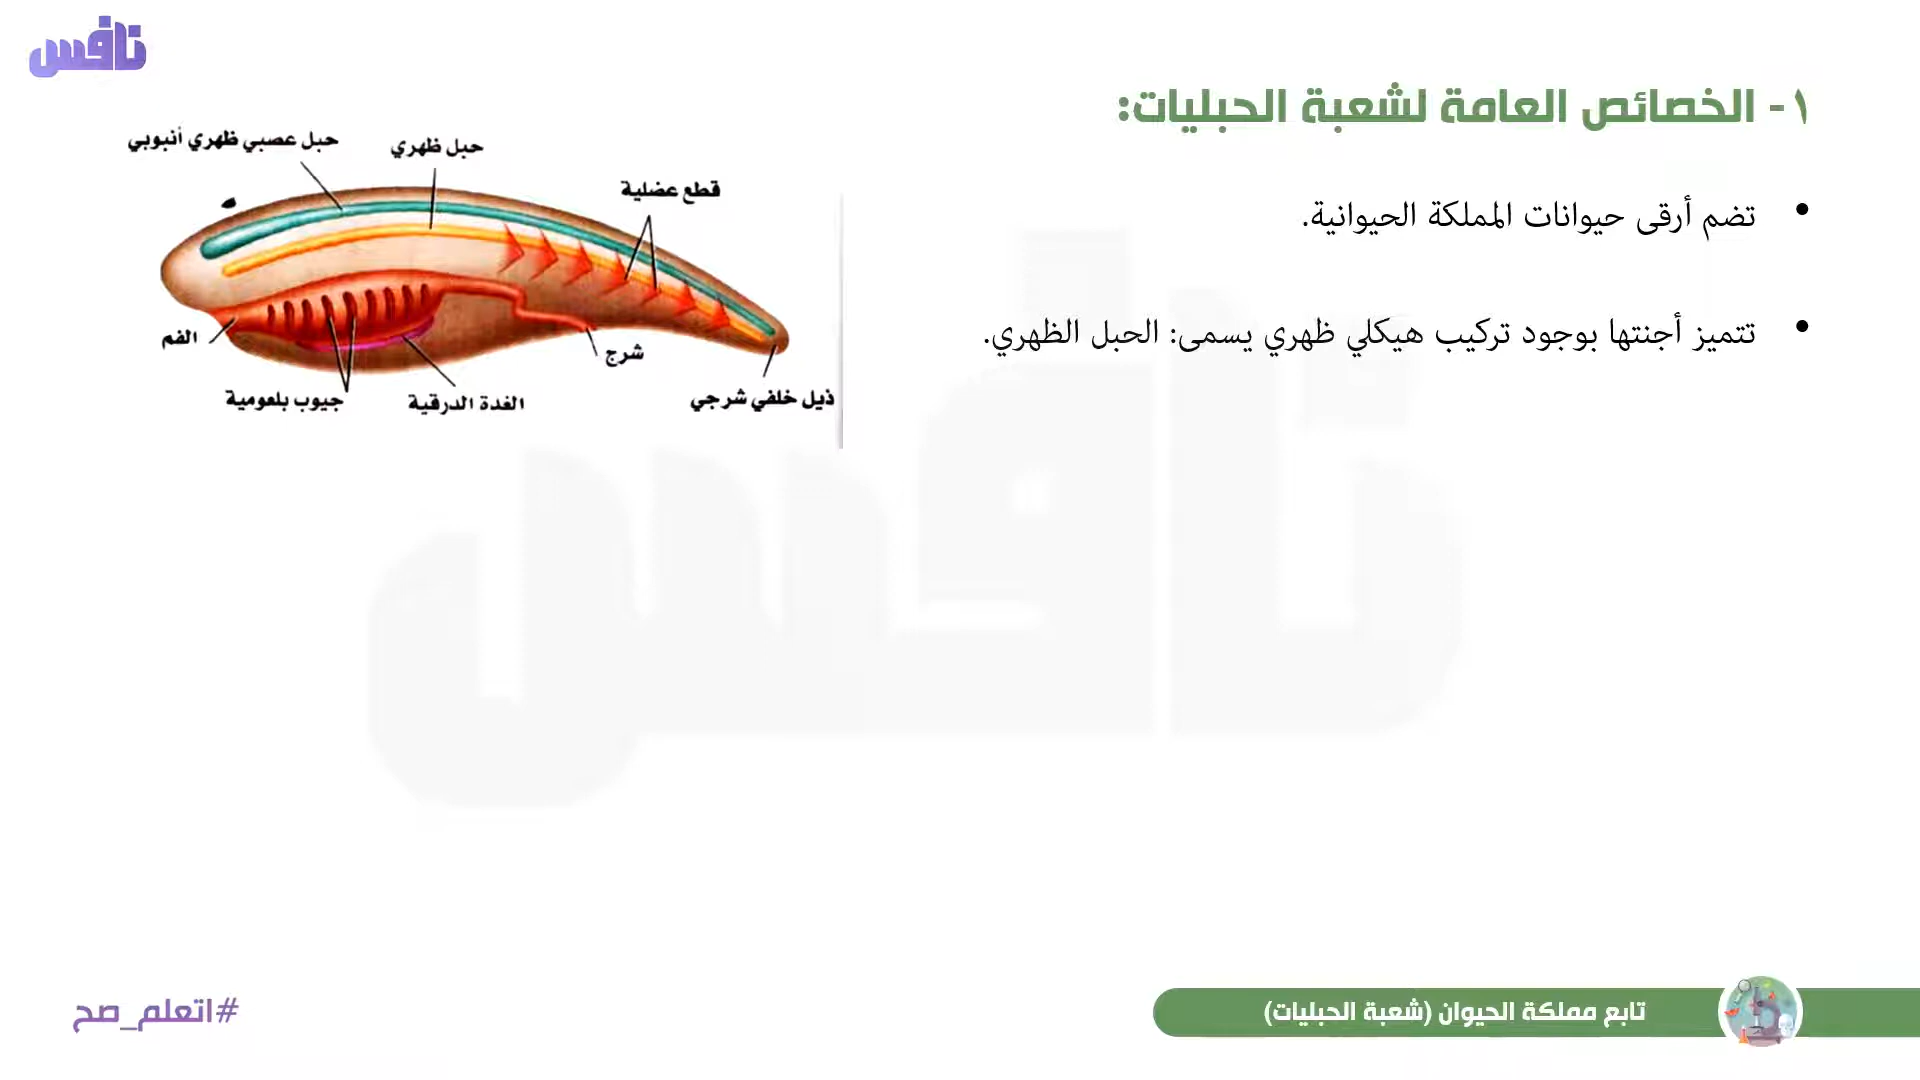 نافس
١- الخصائص العامة لشعبة الحبليات:
تضم أرقى حيوانات المملكة الحيوانية.
تتميز أجنتها بوجود تركيب هيكلي ظهري يسمى: الحبل الظهري.
حبل عصبي ظهري أنبوبي
حبل ظهري
قطع عضلية
الفم
شرج
جيوب بلعومية
الغدة الدرقية
ذيل خلفي شرجي
نافس
تابع مملكة الحيوان (شعبة الحبليات)
#اتعلم_صح